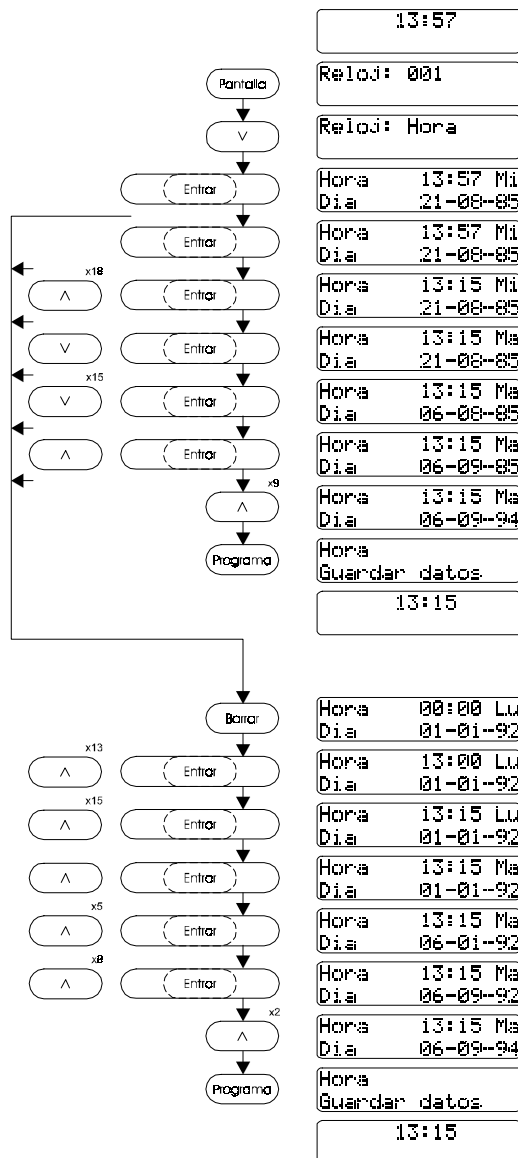 13:57
Pantalla
Reloj: 001
∨
Reloj: Hora
Entrar
Hora 13:57 Mi
Dia 21-08-85
Entrar
Hora 13:57 Mi
Dia 21-08-85
x18
∧ Entrar
Hora 13:15 Mi
Dia 21-08-85
∨ Entrar
Hora 13:15 Ma
Dia 21-08-85
x15
∨ Entrar
Hora 13:15 Ma
Dia 06-08-85
∧ Entrar
Hora 13:15 Ma
Dia 06-09-85
x9
∧
Hora 13:15 Ma
Dia 06-09-94
Programa
Hora
Guardar datos
13:15
Borrar
Hora 00:00 Lu
Dia 01-01-92
x13
∧ Entrar
Hora 13:00 Lu
Dia 01-01-92
x15
∧ Entrar
Hora 13:15 Lu
Dia 01-01-92
∧ Entrar
Hora 13:15 Ma
Dia 01-01-92
x5
∧ Entrar
Hora 13:15 Ma
Dia 06-01-92
x8
∧ Entrar
Hora 13:15 Ma
Dia 06-09-92
x2
∧
Hora 13:15 Ma
Dia 06-09-94
Programa
Hora
Guardar datos
13:15